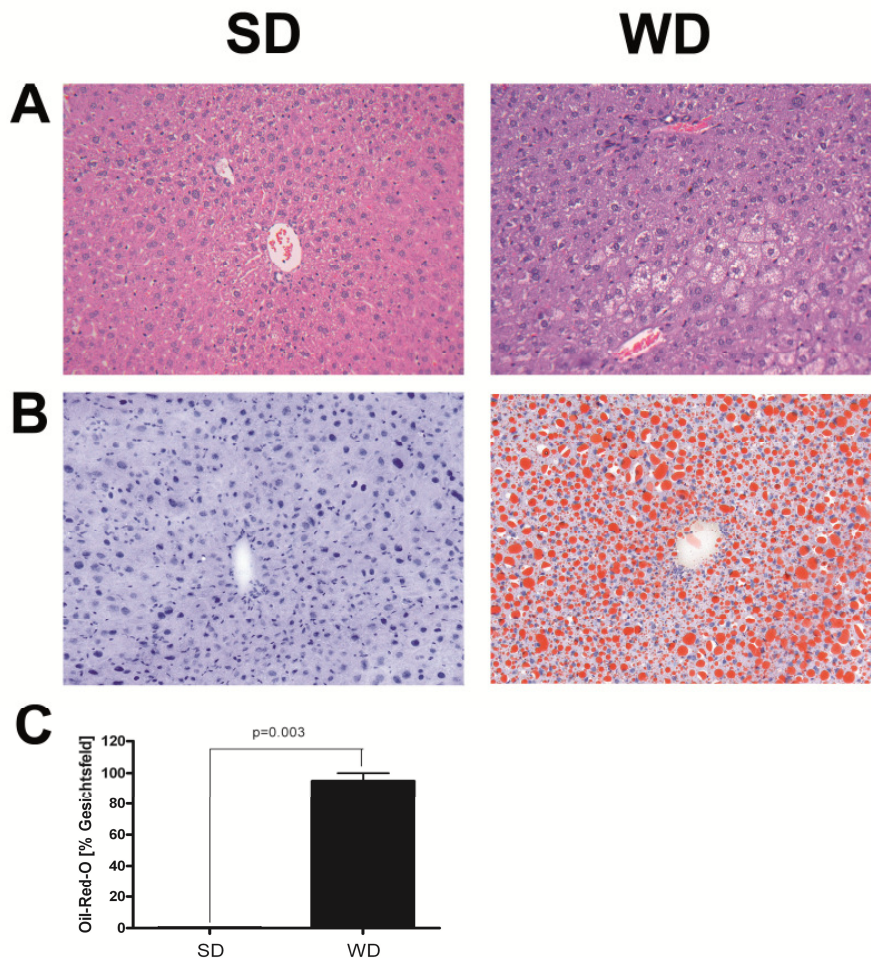 SD WD
A
B
C
p=0.003
Oil-Red-O [% Gesichtsfeld]
120
100
80
60
40
20
0
SD WD